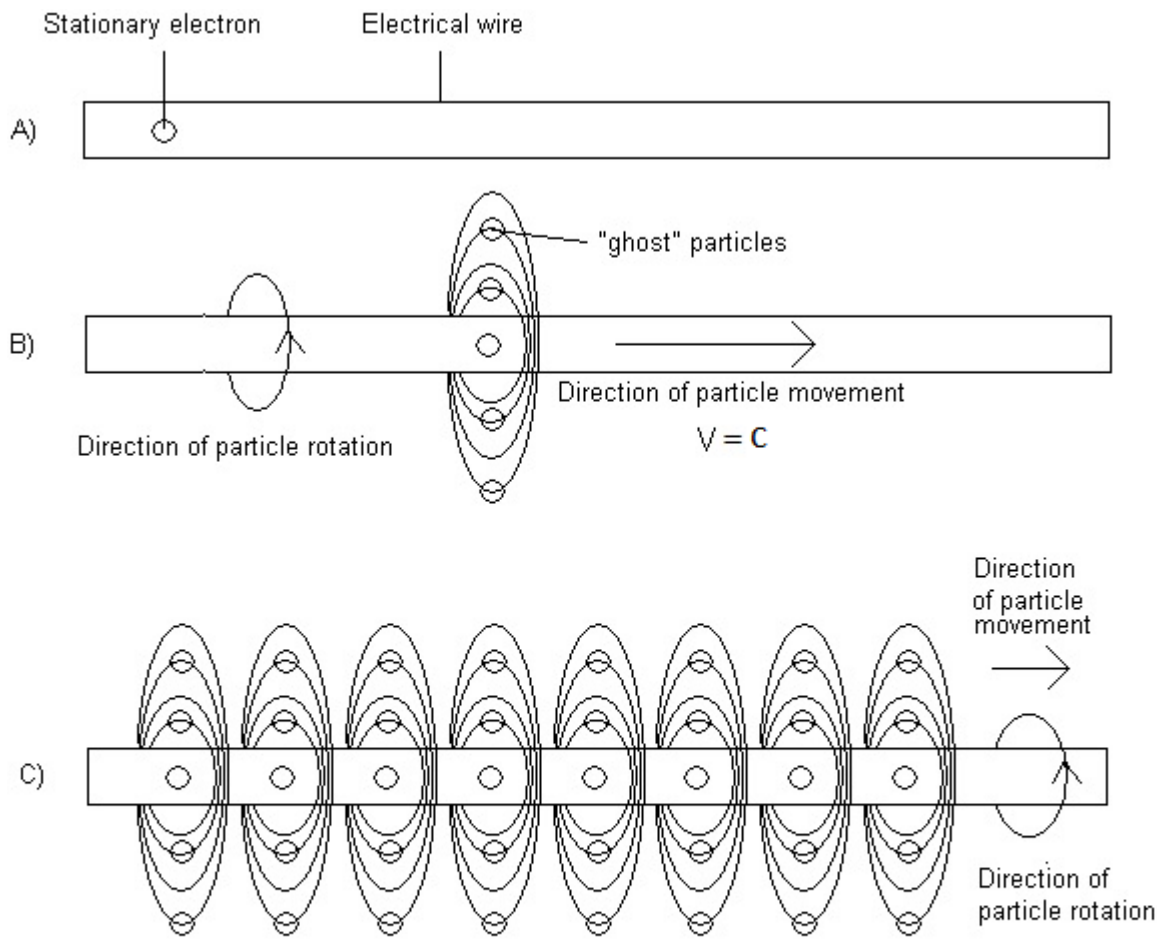 Stationary electron
Electrical wire
A)
"ghost" particles
B)
Direction of particle movement
Direction of particle rotation
V = C
Direction
of particle
movement
C)
Direction of
particle rotation